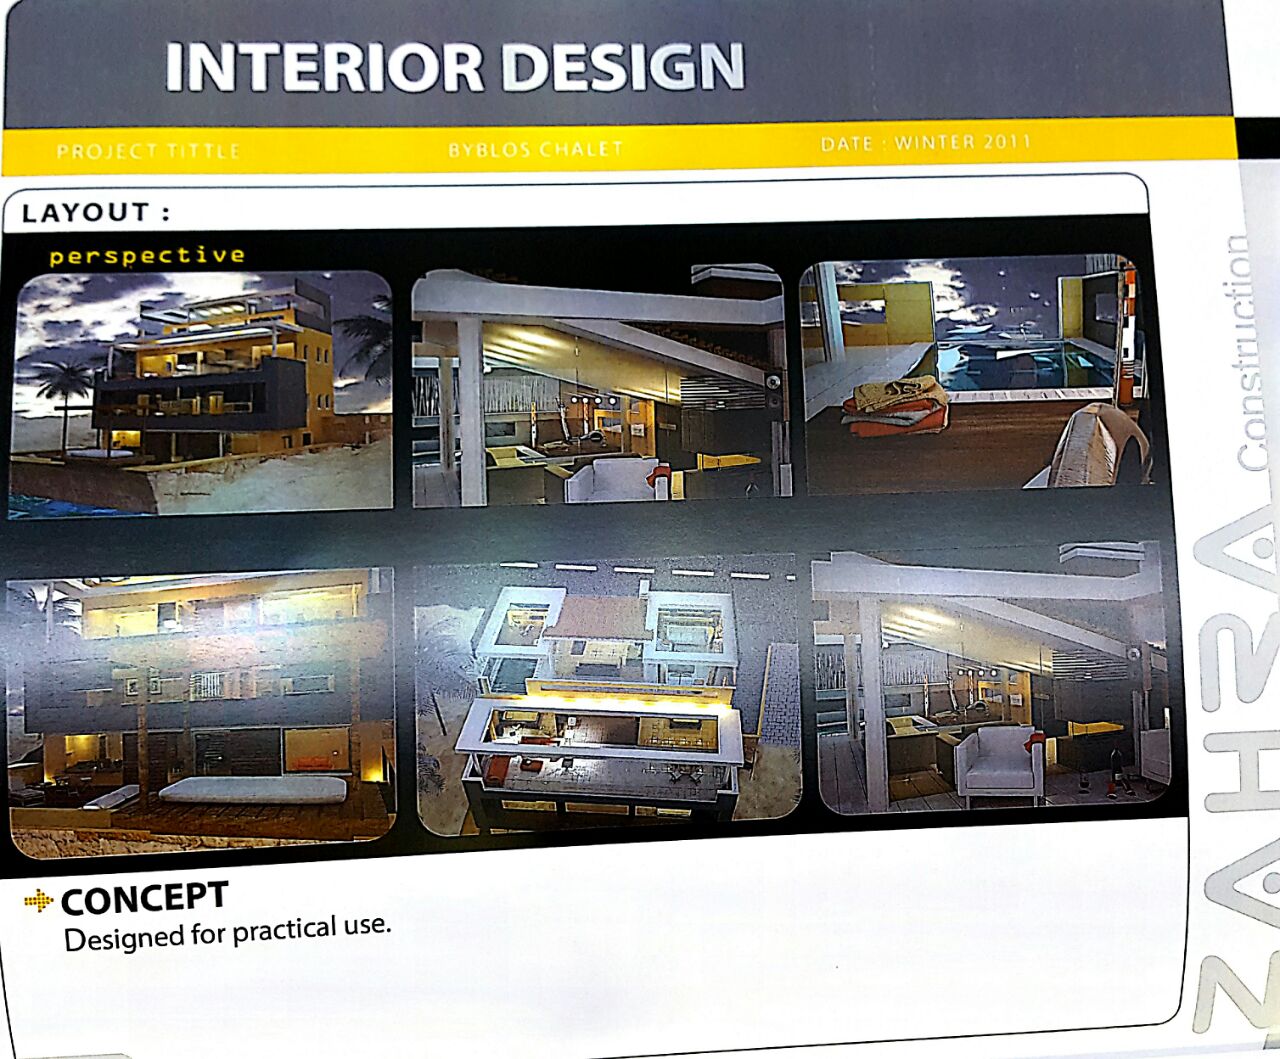 INTERIOR DESIGN
PROJECT TITTLE BYBLOS CHALET DATE : WINTER 2011
LAYOUT :
perspective
CONCEPT
Designed for practical use.
ZAHRA Construction